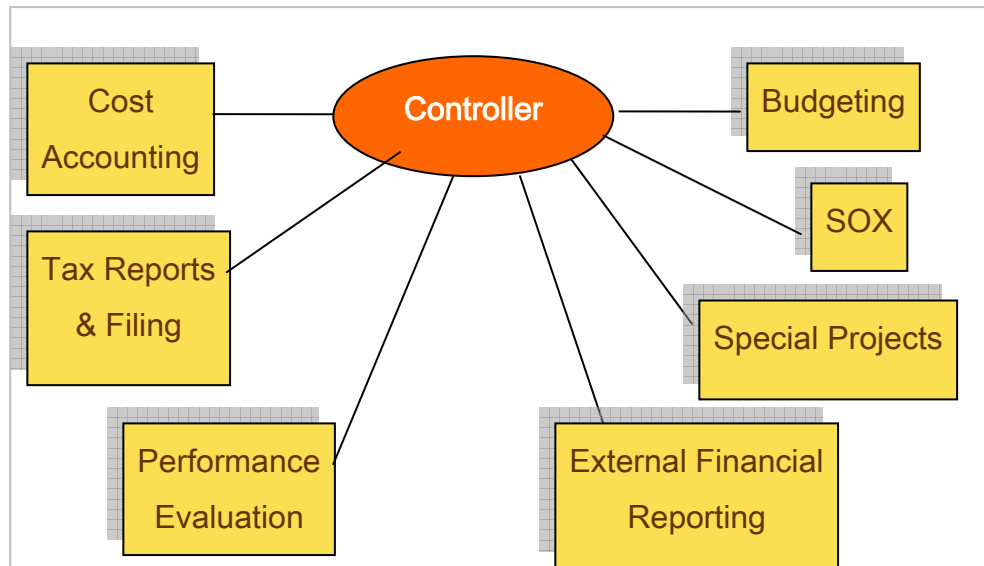 Controller
Cost
Accounting
Tax Reports
& Filing
Performance
Evaluation
External Financial
Reporting
Special Projects
SOX
Budgeting